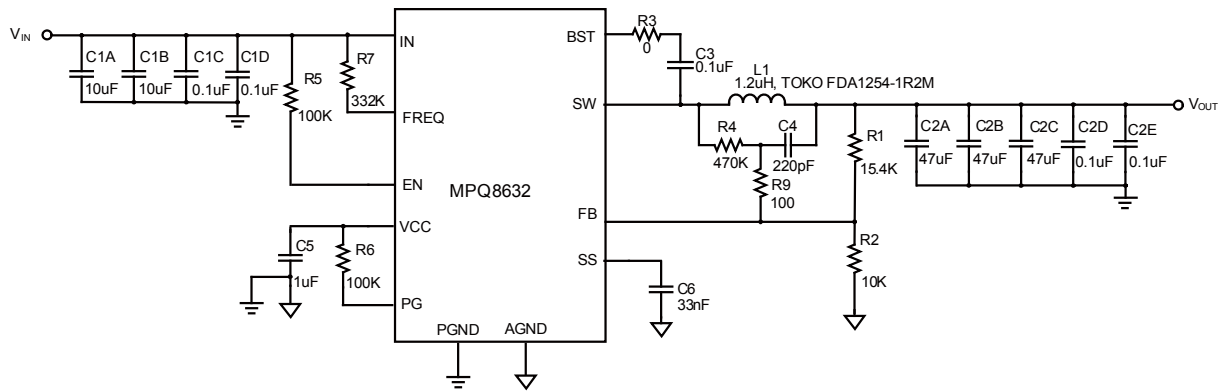 V IN
C1A
10uF
C1B
10uF
C1C
0.1uF
C1D
0.1uF
R5
100K
R7
332K
IN
FREQ
EN
VCC
PG
PGND
AGND
MPQ8632
BST
SW
FB
SS
R3
0
C3
0.1uF
L1
1.2uH, TOKO FDA1254-1R2M
R4
470K
C4
220pF
R9
100
R1
15.4K
R2
10K
C6
33nF
C5
1uF
R6
100K
C2A
47uF
C2B
47uF
C2C
47uF
C2D
0.1uF
C2E
0.1uF
VOUT